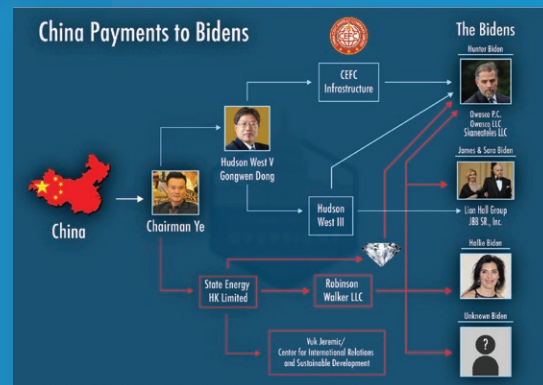 China Payments to Bidens
CEFC
The Bidens
Hunter Biden
CEFC
Infrastructure
Owasco P.C.
Owasco LLC
Skaneateles LLC
Hudson West V
Gongwen Dong
James & Sara Biden
China
Chairman Ye
Hudson
West III
Lion Hall Group
JBB SR., Inc.
Hallie Biden
State Energy
HK Limited
Robinson
Walker LLC
Unknown Biden
?
Vuk Jeremic/
Center for International Relations
and Sustainable Development